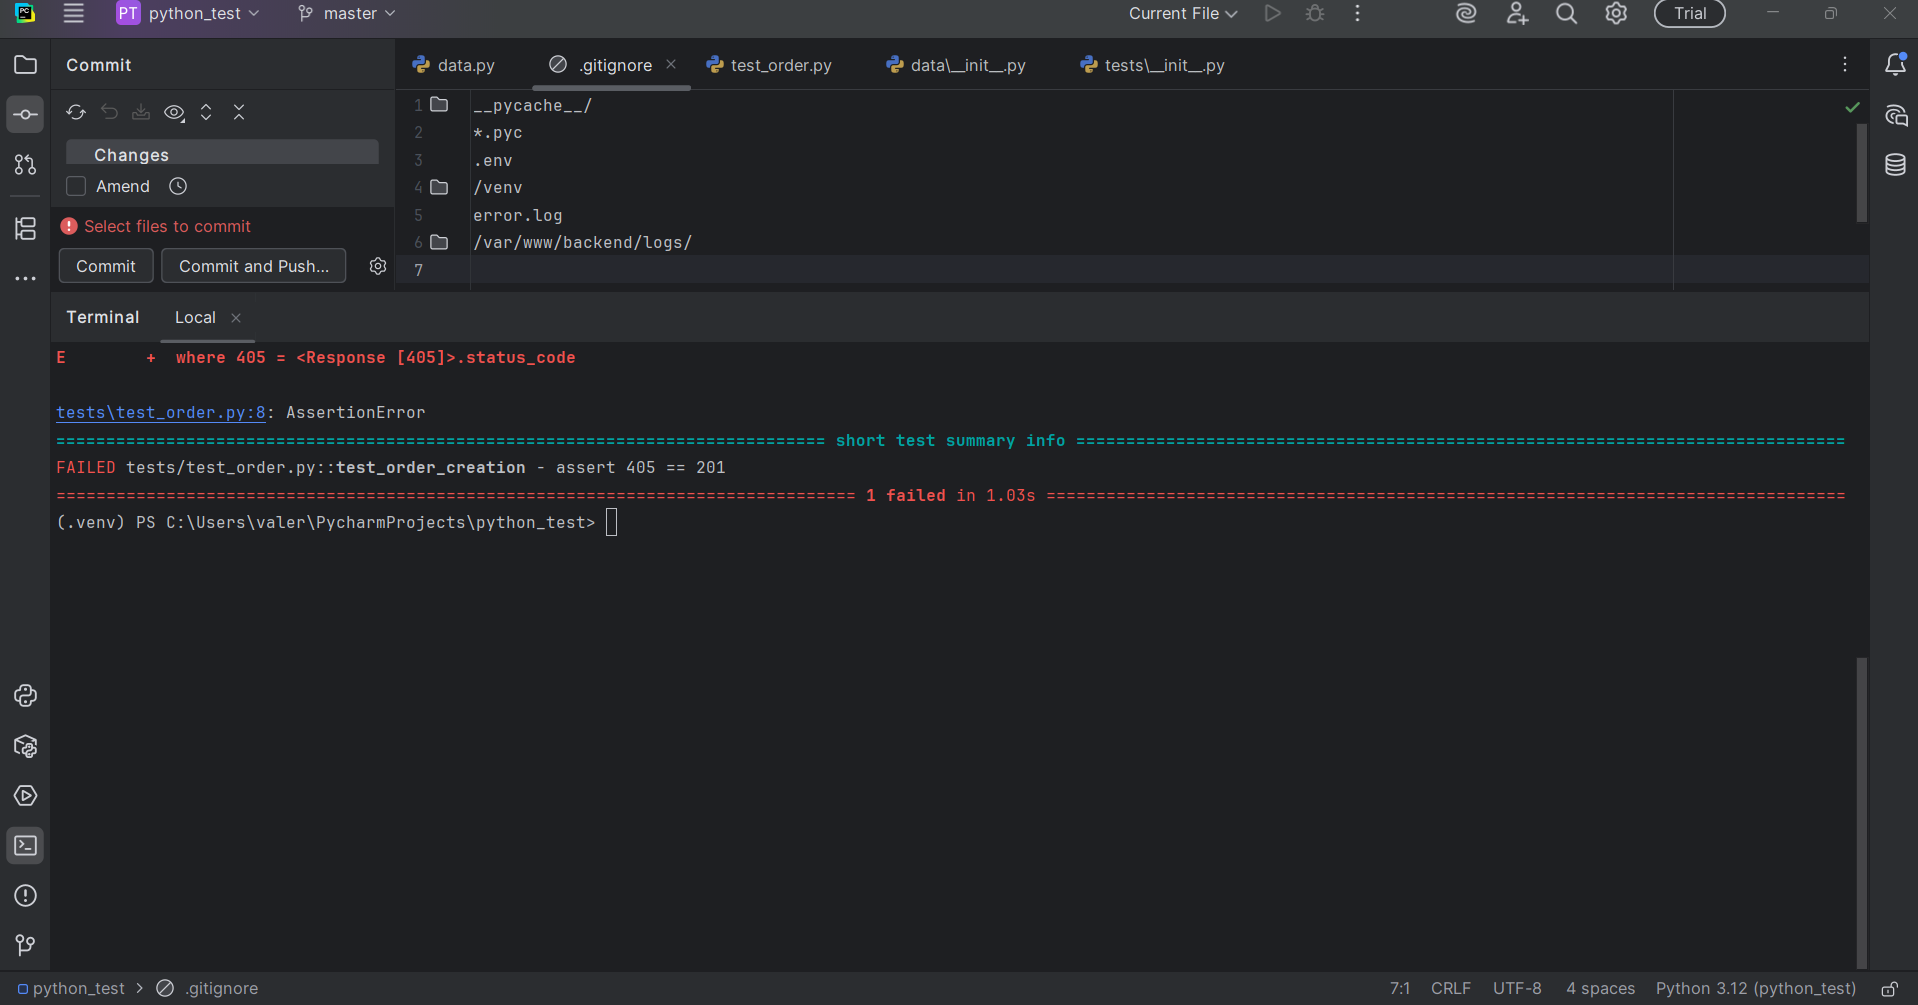 PC
PT python_test master Current File Trial
Commit
data.py .gitignore test_order.py data\__init__.py tests\__init__.py
Changes
Amend
Select files to commit
Commit Commit and Push...
1 __pycache__/
2 *.pyc
3 .env
4 /venv
5 error.log
6 /var/www/backend/logs/
7
Terminal Local
E + where 405 = <Response [405]>.status_code
tests\test_order.py:8: AssertionError
============================================================================= short test summary info =============================================================================
FAILED tests/test_order.py::test_order_creation - assert 405 == 201
================================================================================ 1 failed in 1.03s ================================================================================
(.venv) PS C:\Users\valer\PycharmProjects\python_test>
python_test > .gitignore 7:1 CRLF UTF-8 4 spaces Python 3.12 (python_test)